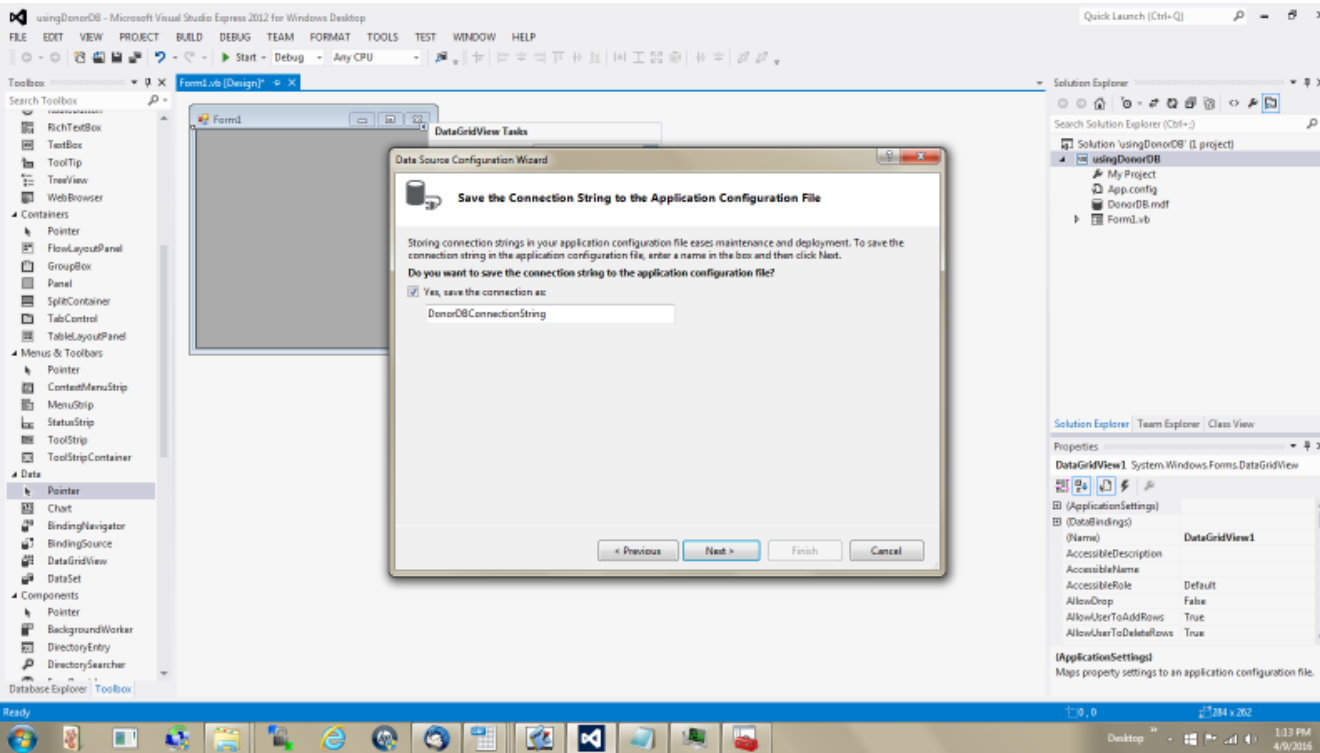 usingDonorDB - Microsoft Visual Studio Express 2012 for Windows Desktop
Quick Launch (Ctrl+Q)
FILE EDIT VIEW PROJECT BUILD DEBUG TEAM FORMAT TOOLS TEST WINDOW HELP
Start Debug Any CPU
Toolbox
Search Toolbox
RichTextBox
TextBox
ToolTip
TreeView
WebBrowser
Containers
Pointer
FlowLayoutPanel
GroupBox
Panel
SplitContainer
TabControl
TableLayoutPanel
Menus & Toolbars
Pointer
ContextMenuStrip
MenuStrip
StatusStrip
ToolStrip
ToolStripContainer
Data
Pointer
Chart
BindingNavigator
BindingSource
DataGridView
DataSet
Components
Pointer
BackgroundWorker
DirectoryEntry
DirectorySearcher
Database Explorer Toolbox
Form1.vb [Design]*
Form1
DataGridView Tasks
Data Source Configuration Wizard
Save the Connection String to the Application Configuration File
Storing connection strings in your application configuration file eases maintenance and deployment. To save the
connection string in the application configuration file, enter a name in the box and then click Next.
Do you want to save the connection string to the application configuration file?
Yes, save the connection as:
DonorDBConnectionString
< Previous Next > Finish Cancel
Solution Explorer
Search Solution Explorer (Ctrl+;)
Solution 'usingDonorDB' (1 project)
usingDonorDB
My Project
App.config
DonorDB.mdf
Form1.vb
Solution Explorer Team Explorer Class View
Properties
DataGridView1 System.Windows.Forms.DataGridView
(ApplicationSettings)
(DataBindings)
(Name) DataGridView1
AccessibleDescription
AccessibleName
AccessibleRole Default
AllowDrop False
AllowUserToAddRows True
AllowUserToDeleteRows True
(ApplicationSettings)
Maps property settings to an application configuration file.
Ready
0 , 0
284 x 262
Desktop
1:13 PM
4/9/2016